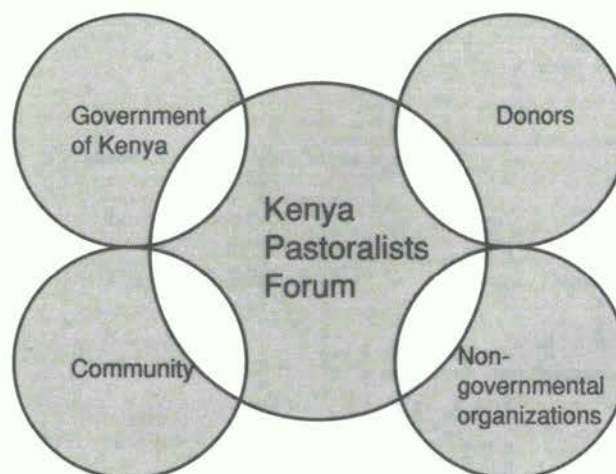 Government
of Kenya
Donors
Kenya
Pastoralists
Forum
Community
Non-
governmental
organizations